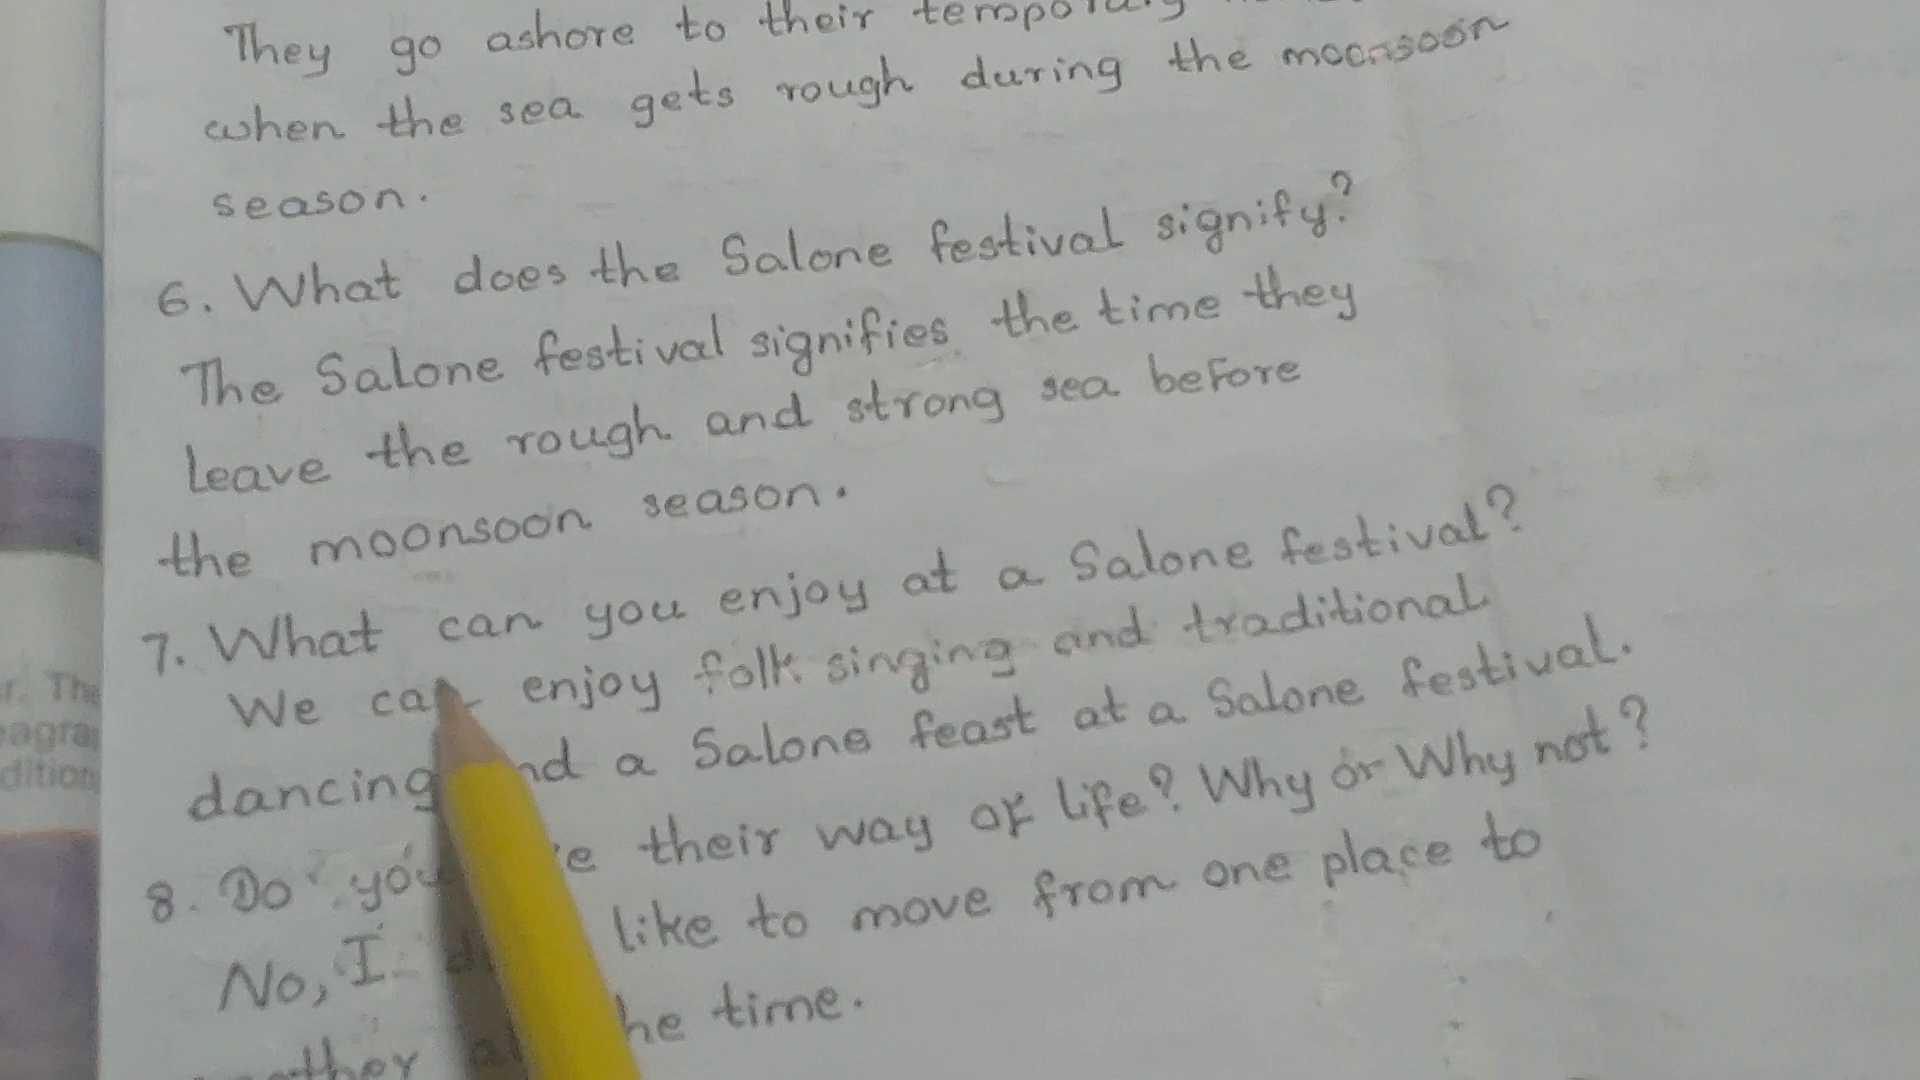 They go ashore to their
when the sea gets rough during the moonsoon
season.
6. What does the Salone festival signify?
The Salone festival signifies the time they
leave the rough and strong sea before
the moonsoon season.
7. What can you enjoy at a Salone festival?
We can enjoy folk singing and traditional
dancing a Salone feast at a Salone festival.
8. Do their way of life? Why or Why not?
No, I like to move from one place to
time.
r. The